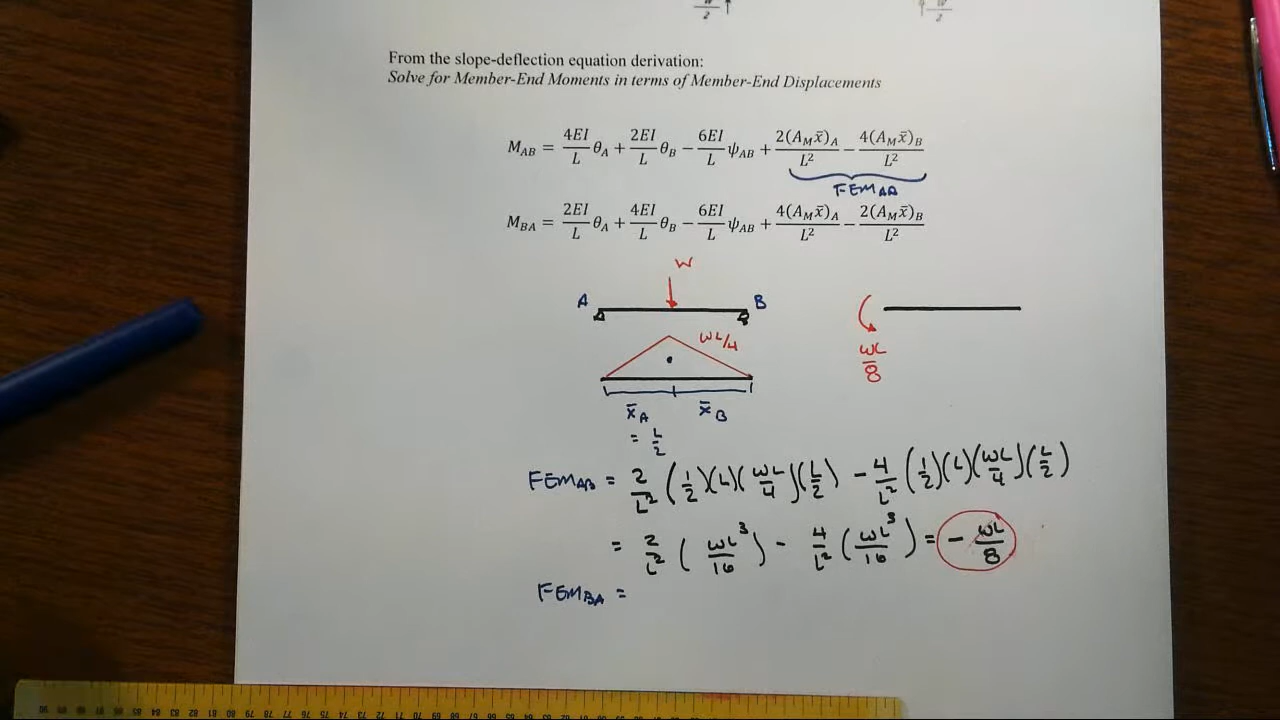 W/2 ↑ ↑ W/2
From the slope-deflection equation derivation:
Solve for Member-End Moments in terms of Member-End Displacements
M_AB = 4EI/L θ_A + 2EI/L θ_B − 6EI/L ψ_AB + 2(A_M x̄)_A/L² − 4(A_M x̄)_B/L²
FEM_AB
M_BA = 2EI/L θ_A + 4EI/L θ_B − 6EI/L ψ_AB + 4(A_M x̄)_A/L² − 2(A_M x̄)_B/L²
W
A B
WL/4
WL/8
x̄_A x̄_B
= L/2
FEM_AB = 2/L² (1/2)(L)(WL/4)(L/2) − 4/L² (1/2)(L)(WL/4)(L/2)
= 2/L² (WL³/16) − 4/L² (WL³/16) = − WL/8
FEM_BA =